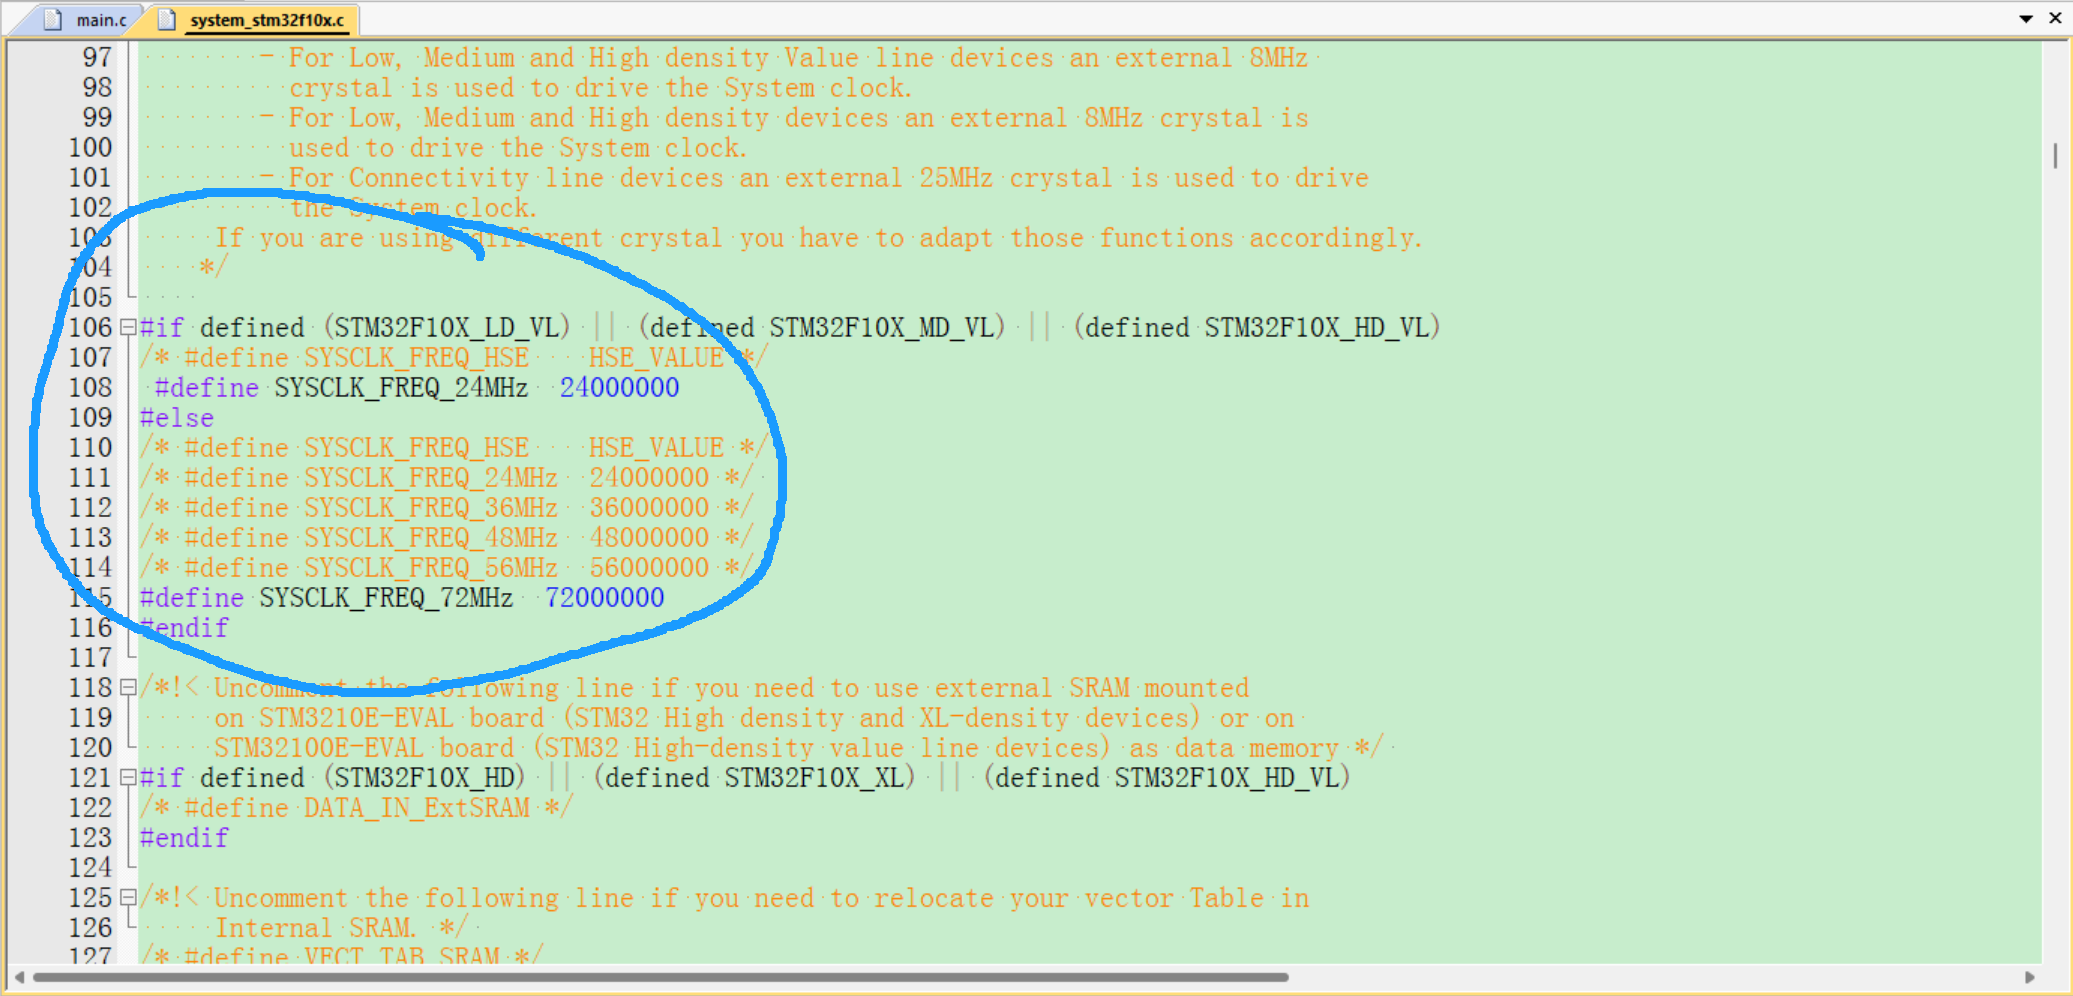 main.c
system_stm32f10x.c
97 - For Low, Medium and High density Value line devices an external 8MHz
98 crystal is used to drive the System clock.
99 - For Low, Medium and High density devices an external 8MHz crystal is
100 used to drive the System clock.
101 - For Connectivity line devices an external 25MHz crystal is used to drive
102 the System clock.
103 If you are using different crystal you have to adapt those functions accordingly.
104 */
105
106 #if defined (STM32F10X_LD_VL) || (defined STM32F10X_MD_VL) || (defined STM32F10X_HD_VL)
107 /* #define SYSCLK_FREQ_HSE    HSE_VALUE */
108 #define SYSCLK_FREQ_24MHz  24000000
109 #else
110 /* #define SYSCLK_FREQ_HSE    HSE_VALUE */
111 /* #define SYSCLK_FREQ_24MHz  24000000 */
112 /* #define SYSCLK_FREQ_36MHz  36000000 */
113 /* #define SYSCLK_FREQ_48MHz  48000000 */
114 /* #define SYSCLK_FREQ_56MHz  56000000 */
115 #define SYSCLK_FREQ_72MHz  72000000
116 #endif
117
118 /*!< Uncomment the following line if you need to use external SRAM mounted
119 on STM3210E-EVAL board (STM32 High density and XL-density devices) or on
120 STM32100E-EVAL board (STM32 High-density value line devices) as data memory */
121 #if defined (STM32F10X_HD) || (defined STM32F10X_XL) || (defined STM32F10X_HD_VL)
122 /* #define DATA_IN_ExtSRAM */
123 #endif
124
125 /*!< Uncomment the following line if you need to relocate your vector Table in
126 Internal SRAM. */
127 /* #define VECT_TAB_SRAM */